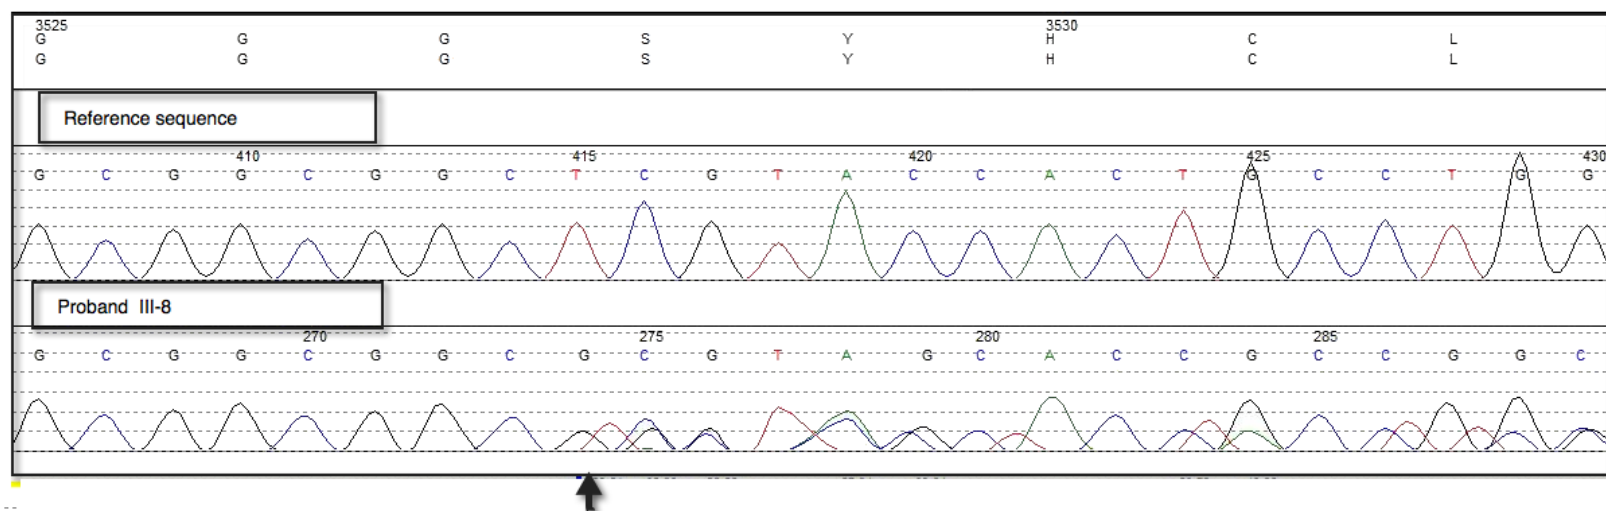 3525 3530
G G G S Y H C L
G G G S Y H C L
Reference sequence
410 415 420 425 430
G C G G C G G C T C G T A C C A C T G C C T G G
Proband III-8
270 275 280 285
G C G G C G G C G C G T A G C A C C G C C G G C